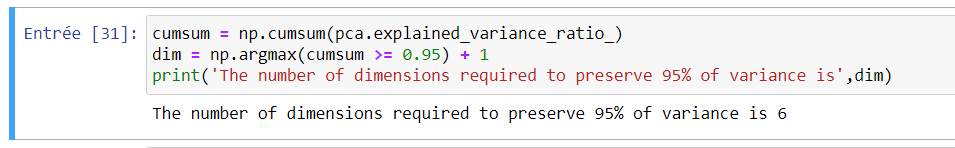 Entrée [31]: cumsum = np.cumsum(pca.explained_variance_ratio_)
dim = np.argmax(cumsum >= 0.95) + 1
print('The number of dimensions required to preserve 95% of variance is',dim)
The number of dimensions required to preserve 95% of variance is 6